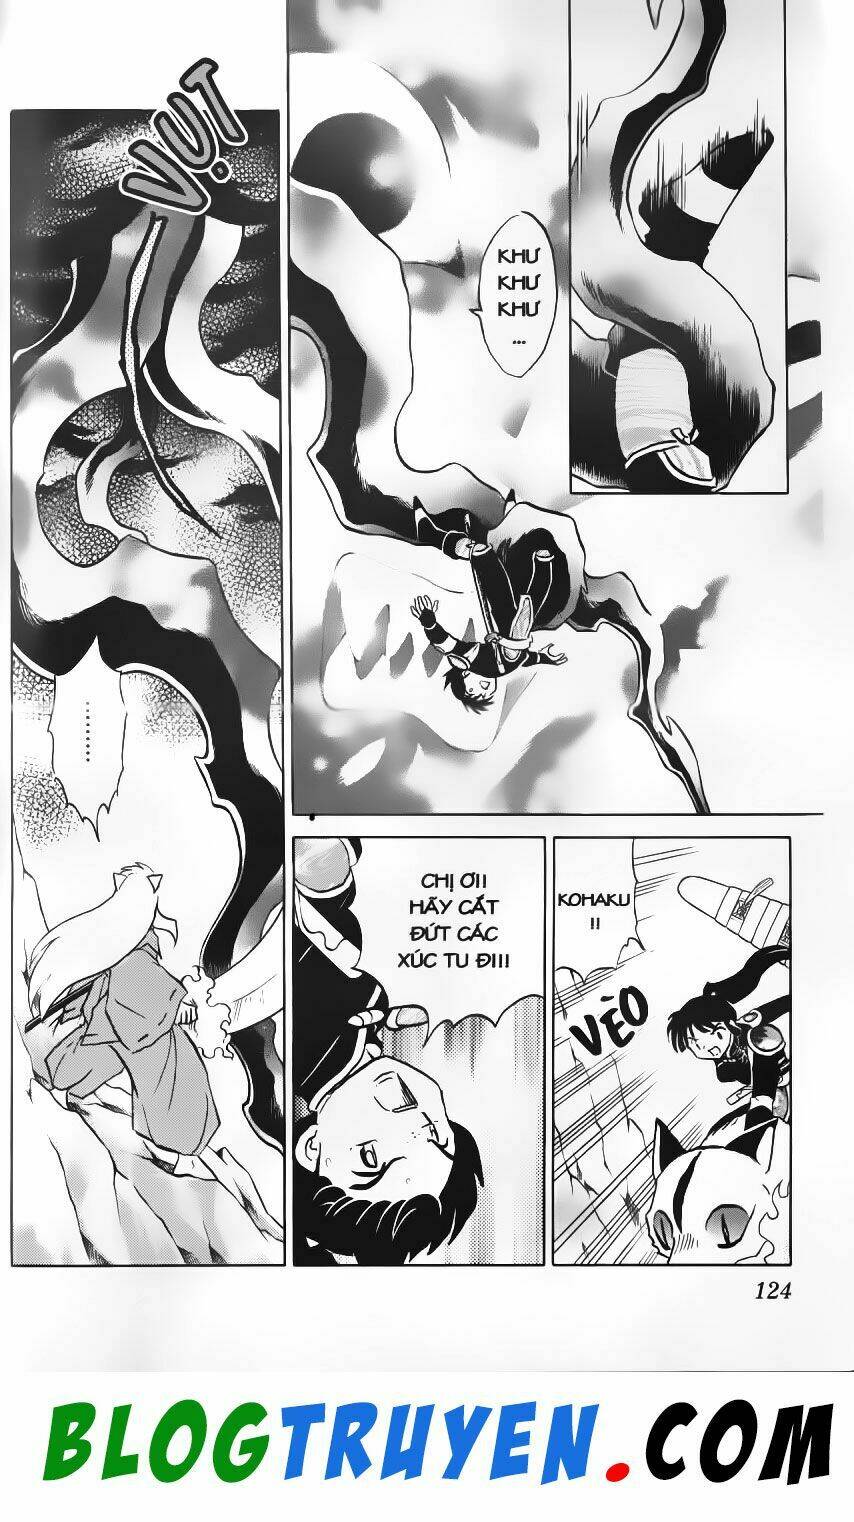 KHƯ
KHƯ
KHƯ
...
VỤT
.........
KOHAKU
!!
VÈO
CHỊ ƠI!
HÃY CẮT
ĐỨT CÁC
XÚC TU ĐI!!
124
BLOGTRUYEN.COM